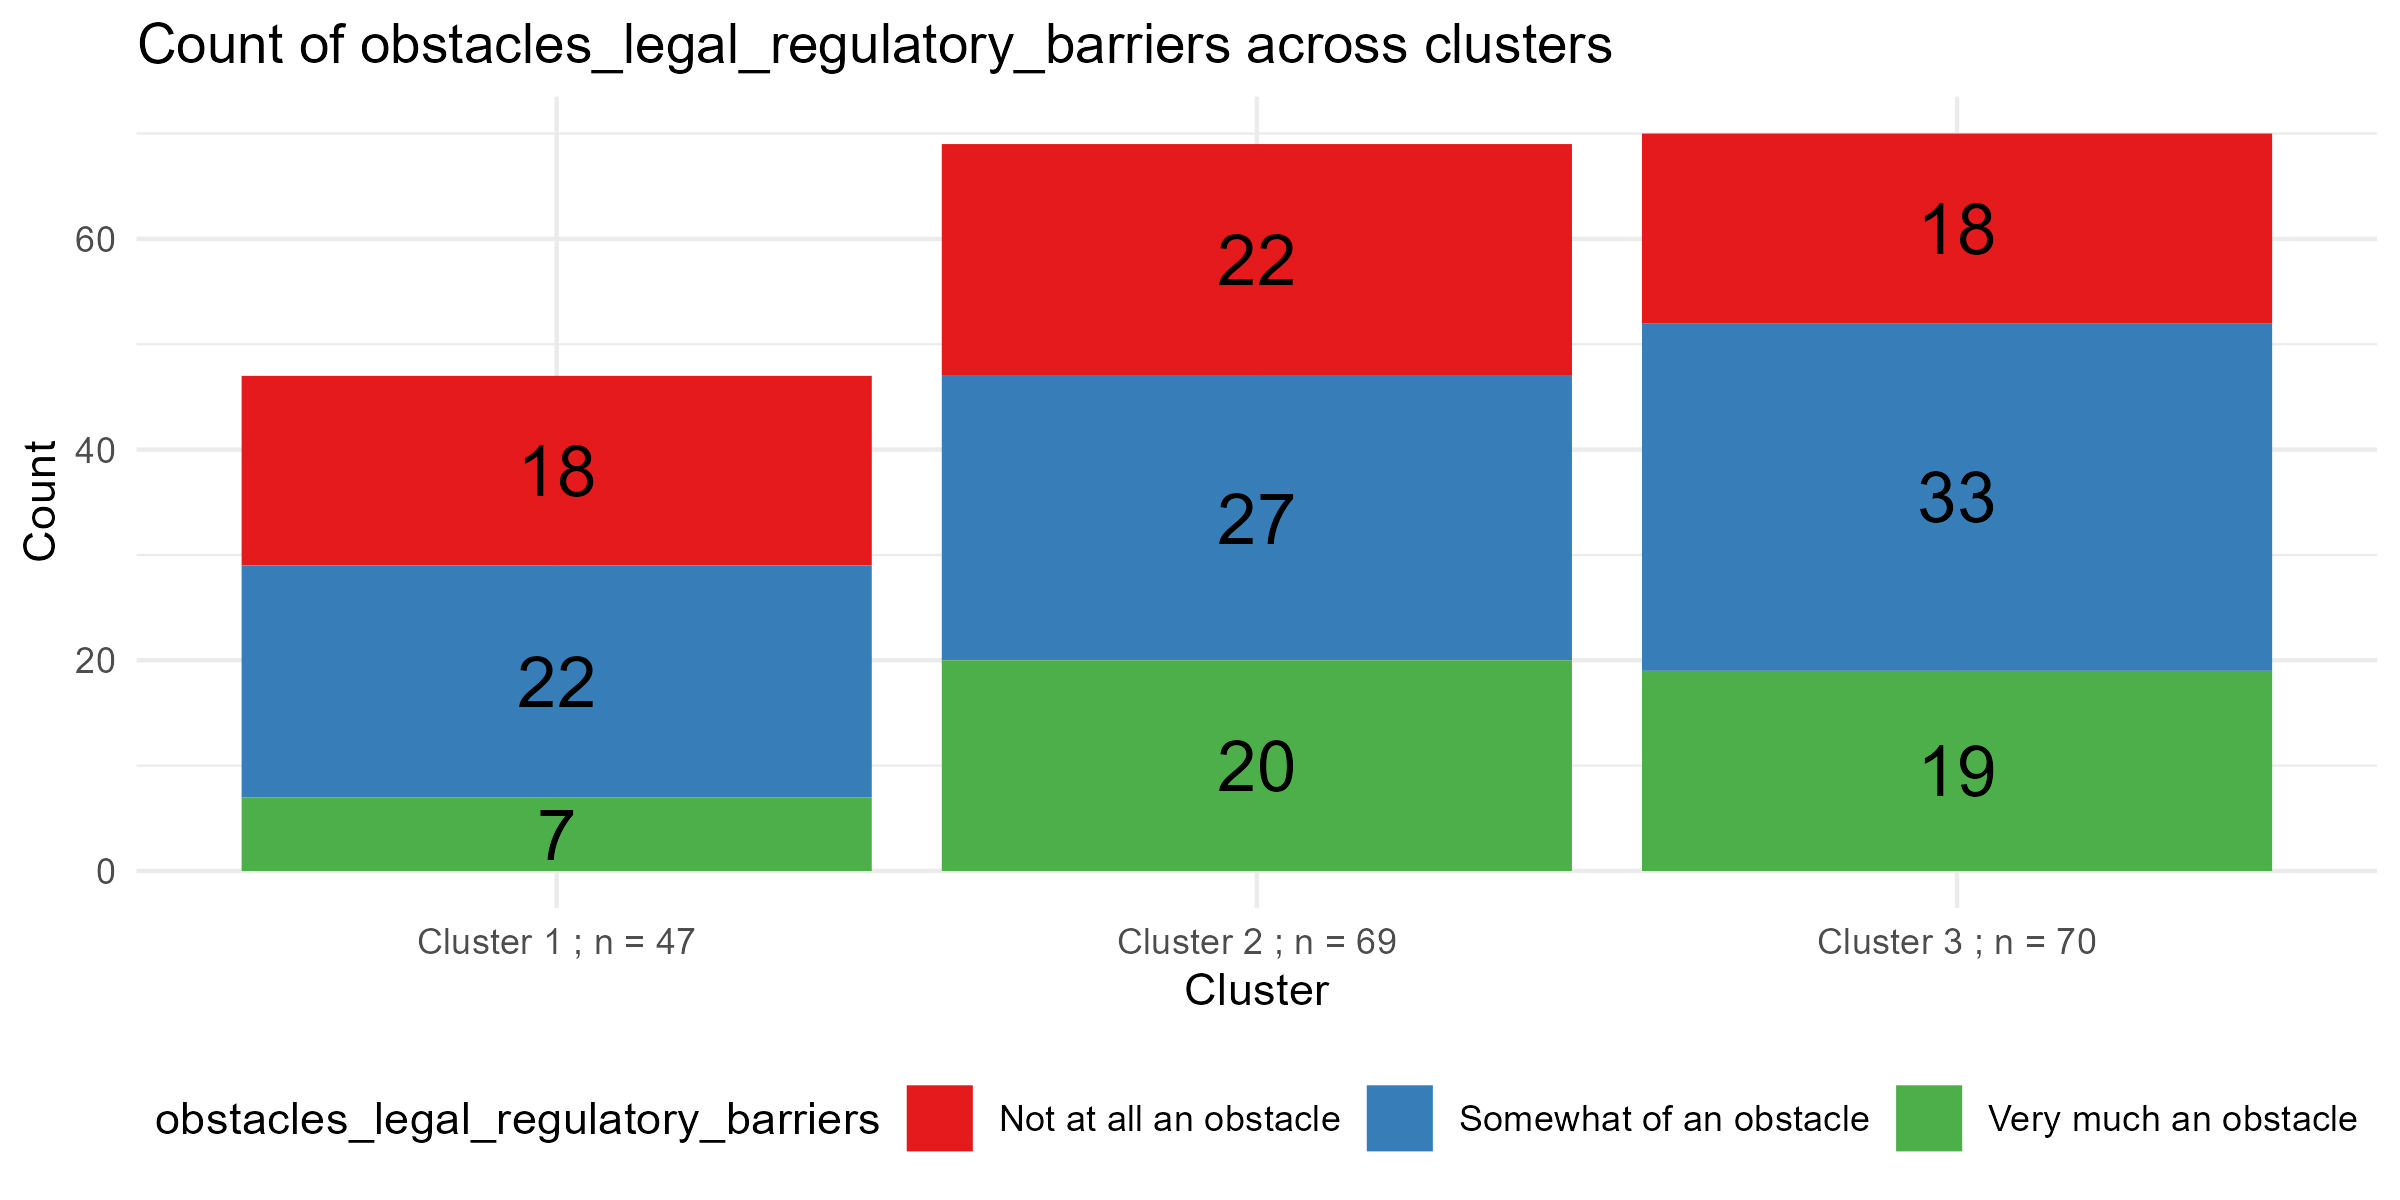 Count of obstacles_legal_regulatory_barriers across clusters
Count
60
40
20
0
18
22
7
22
27
20
18
33
19
Cluster 1 ; n = 47
Cluster 2 ; n = 69
Cluster 3 ; n = 70
Cluster
obstacles_legal_regulatory_barriers
Not at all an obstacle
Somewhat of an obstacle
Very much an obstacle